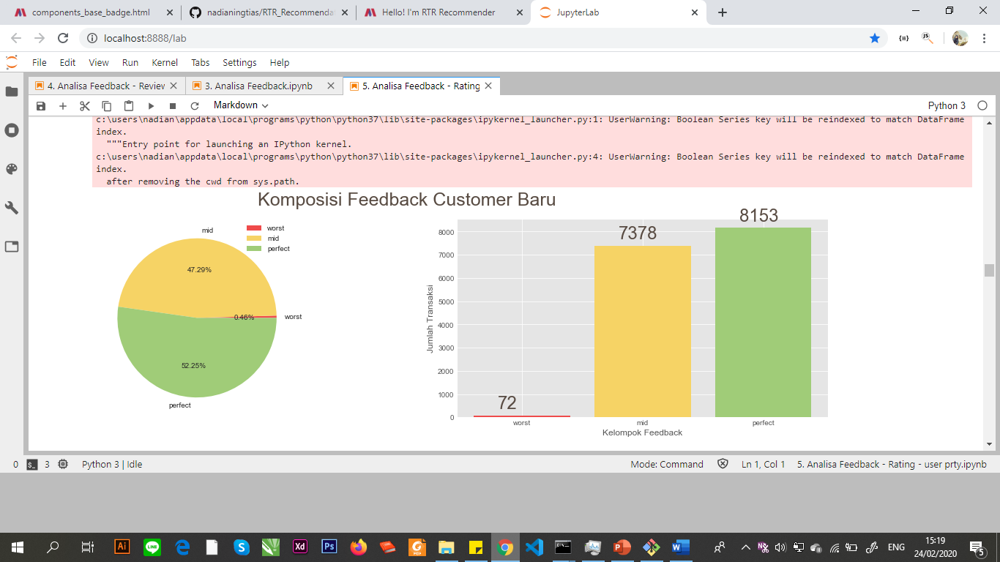 components_base_badge.html
nadianingtias/RTR_Recommenda
Hello! I'm RTR Recommender
JupyterLab
localhost:8888/lab
File Edit View Run Kernel Tabs Settings Help
4. Analisa Feedback - Review
3. Analisa Feedback.ipynb
5. Analisa Feedback - Rating
Markdown
Python 3
c:\users\nadian\appdata\local\programs\python\python37\lib\site-packages\ipykernel_launcher.py:1: UserWarning: Boolean Series key will be reindexed to match DataFrame
index.
"""Entry point for launching an IPython kernel.
c:\users\nadian\appdata\local\programs\python\python37\lib\site-packages\ipykernel_launcher.py:4: UserWarning: Boolean Series key will be reindexed to match DataFrame
index.
after removing the cwd from sys.path.
Komposisi Feedback Customer Baru
mid
worst
mid
perfect
47.29%
0.46%
worst
52.25%
perfect
8153
7378
72
8000
7000
6000
5000
4000
3000
2000
1000
0
Jumlah Transaksi
worst
mid
perfect
Kelompok Feedback
0
3
Python 3 | Idle
Mode: Command
Ln 1, Col 1
5. Analisa Feedback - Rating - user prty.ipynb
Ai
LINE
Xd
Ps
PDF
ENG
15:19
24/02/2020
5